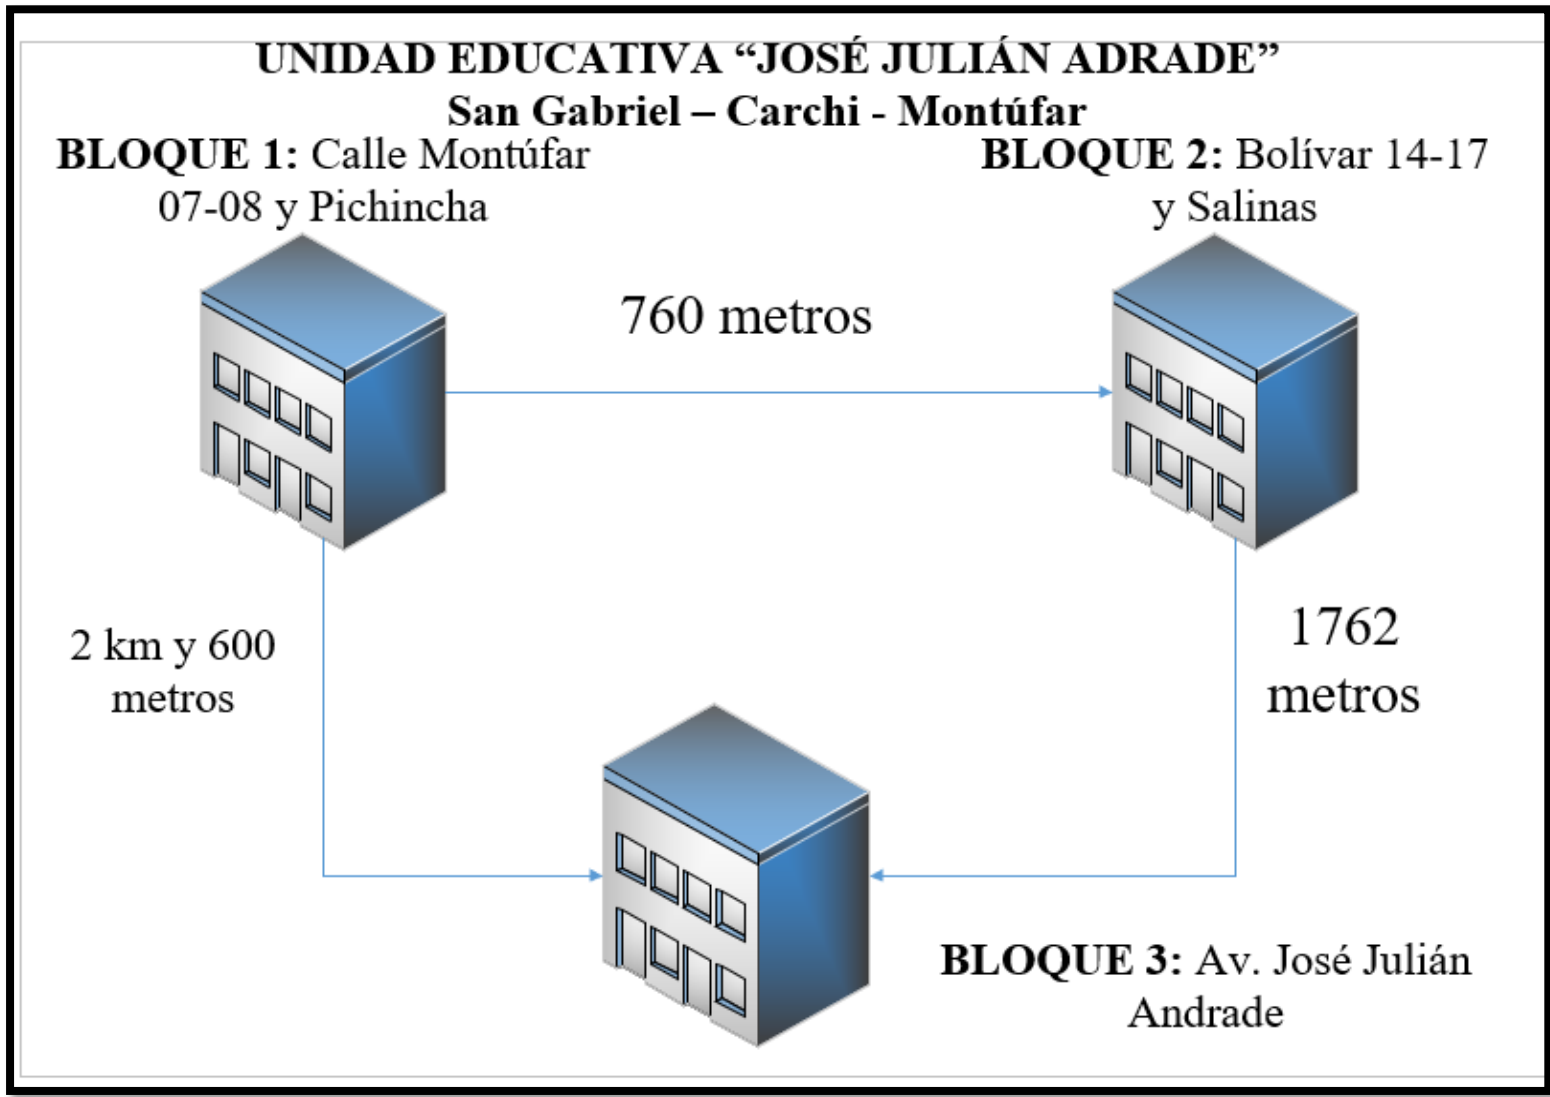 UNIDAD EDUCATIVA “JOSÉ JULIÁN ADRADE”
San Gabriel – Carchi - Montúfar
BLOQUE 1: Calle Montúfar
07-08 y Pichincha
BLOQUE 2: Bolívar 14-17
y Salinas
760 metros
2 km y 600
metros
1762
metros
BLOQUE 3: Av. José Julián
Andrade